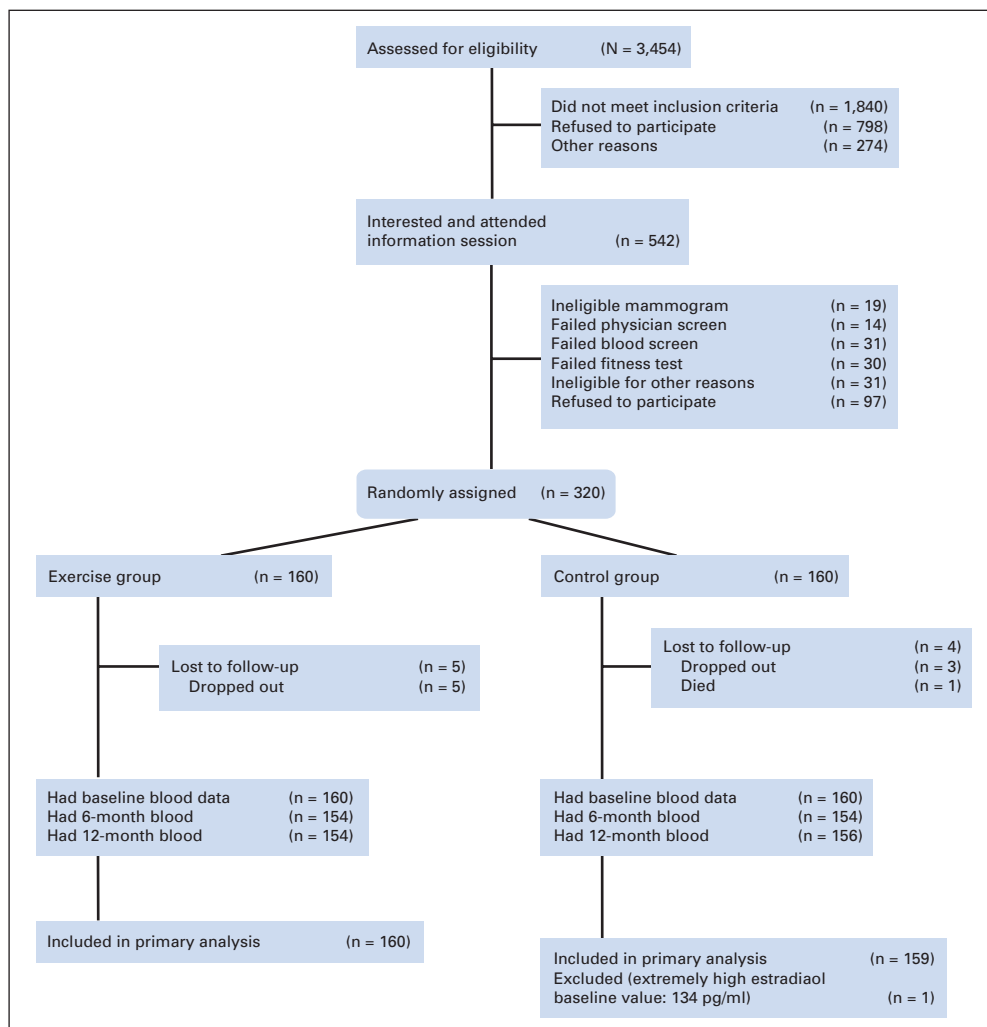 Assessed for eligibility (N = 3,454)
Did not meet inclusion criteria (n = 1,840)
Refused to participate (n = 798)
Other reasons (n = 274)
Interested and attended
information session (n = 542)
Ineligible mammogram (n = 19)
Failed physician screen (n = 14)
Failed blood screen (n = 31)
Failed fitness test (n = 30)
Ineligible for other reasons (n = 31)
Refused to participate (n = 97)
Randomly assigned (n = 320)
Exercise group (n = 160)
Control group (n = 160)
Lost to follow-up (n = 5)
Dropped out (n = 5)
Lost to follow-up (n = 4)
Dropped out (n = 3)
Died (n = 1)
Had baseline blood data (n = 160)
Had 6-month blood (n = 154)
Had 12-month blood (n = 154)
Had baseline blood data (n = 160)
Had 6-month blood (n = 154)
Had 12-month blood (n = 156)
Included in primary analysis (n = 160)
Included in primary analysis (n = 159)
Excluded (extremely high estradiaol
baseline value: 134 pg/ml) (n = 1)